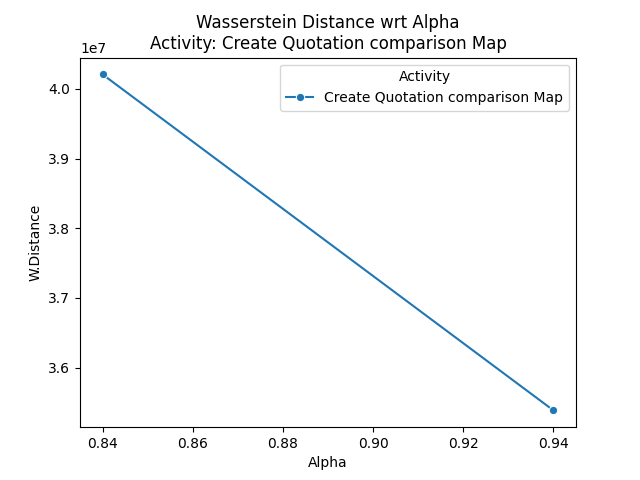 Wasserstein Distance wrt Alpha
Activity: Create Quotation comparison Map
1e7
Activity
Create Quotation comparison Map
4.0
3.9
3.8
3.7
3.6
W.Distance
0.84 0.86 0.88 0.90 0.92 0.94
Alpha